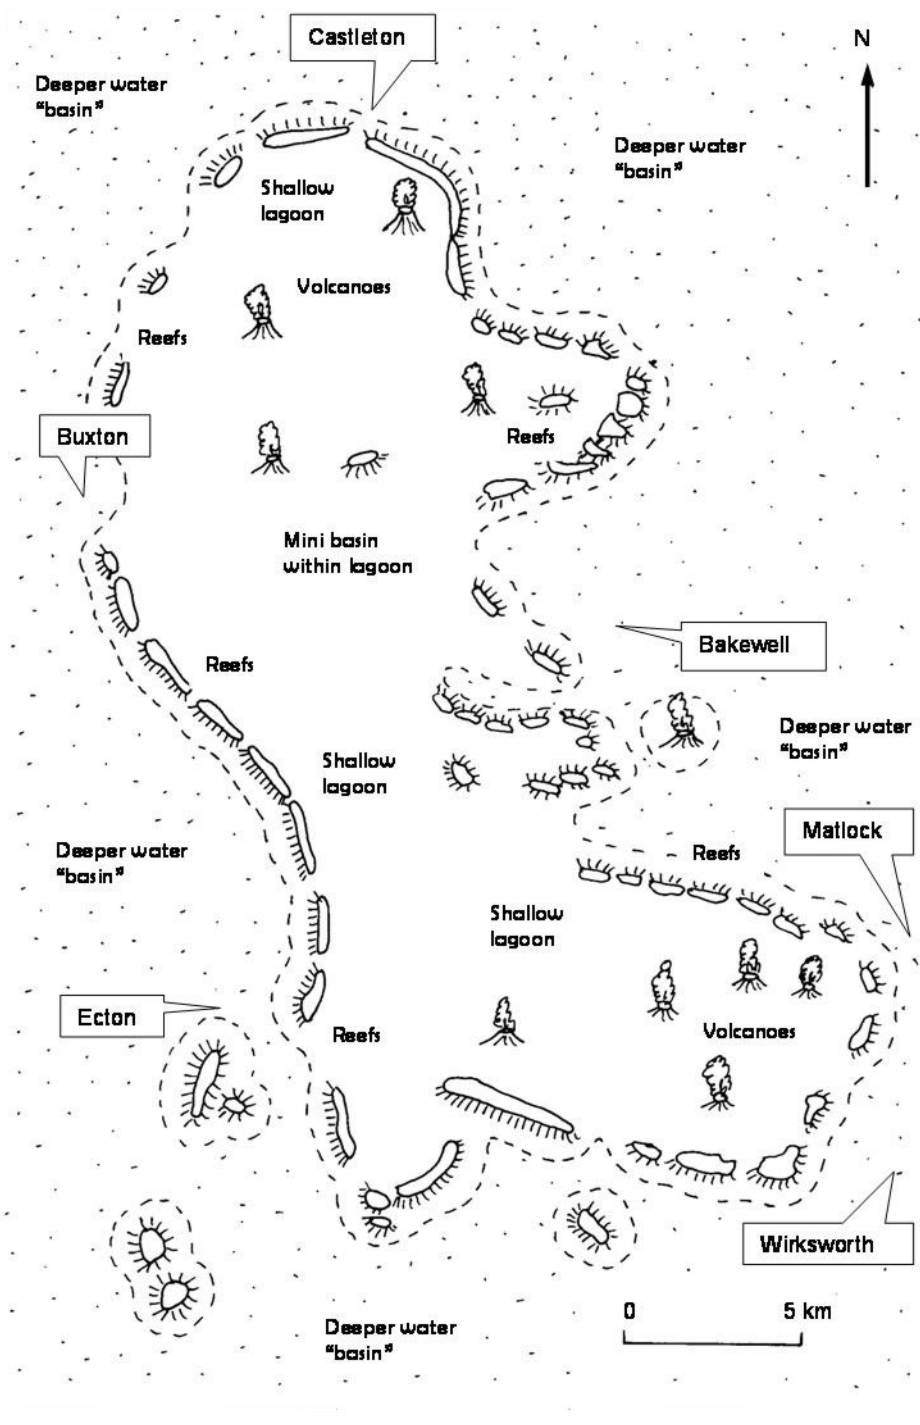 Castleton
N
Deeper water
"basin"
Deeper water
"basin"
Shallow
lagoon
Volcanoes
Reefs
Buxton
Reefs
Mini basin
within lagoon
Bakewell
Reefs
Deeper water
"basin"
Shallow
lagoon
Matlock
Deeper water
"basin"
Reefs
Shallow
lagoon
Ecton
Reefs
Volcanoes
Wirksworth
0 5 km
Deeper water
"basin"